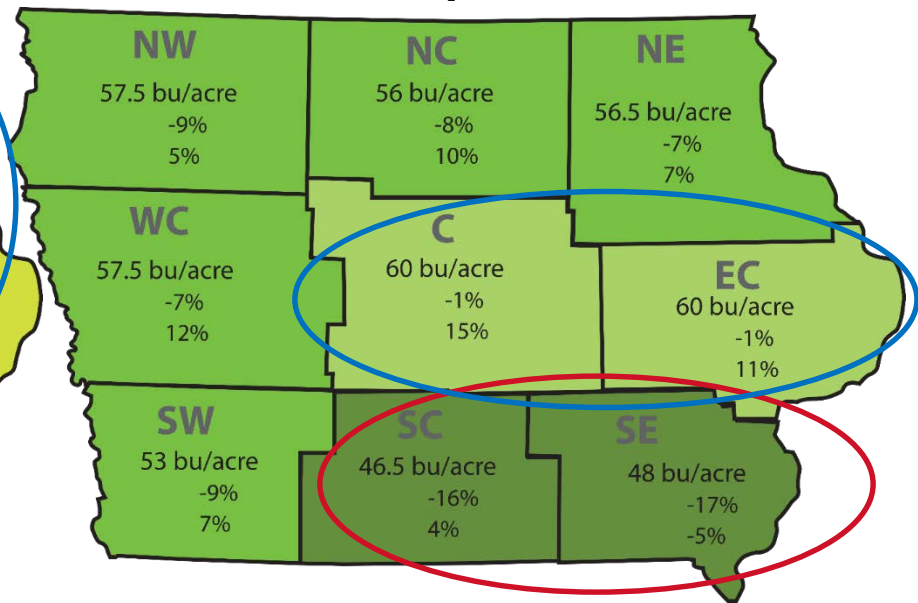 NW
57.5 bu/acre
-9%
5%
NC
56 bu/acre
-8%
10%
NE
56.5 bu/acre
-7%
7%
WC
57.5 bu/acre
-7%
12%
C
60 bu/acre
-1%
15%
EC
60 bu/acre
-1%
11%
SW
53 bu/acre
-9%
7%
SC
46.5 bu/acre
-16%
4%
SE
48 bu/acre
-17%
-5%